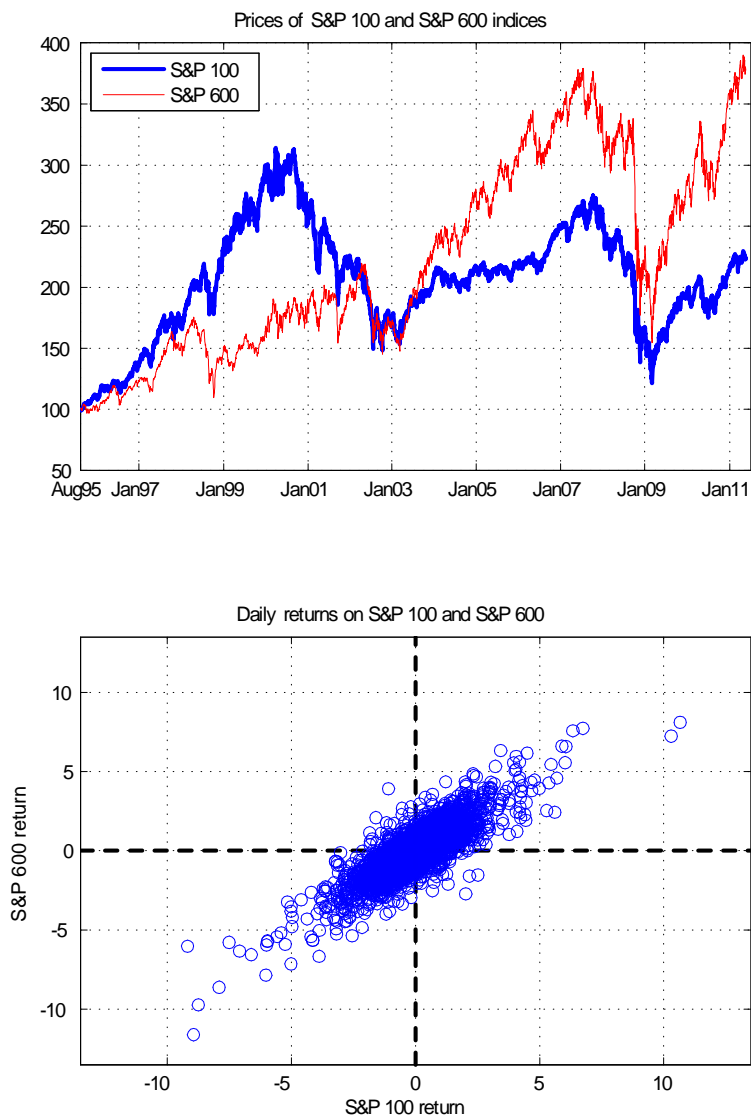 Prices of S&P 100 and S&P 600 indices
400
350
300
250
200
150
100
50
S&P 100
S&P 600
Aug95 Jan97 Jan99 Jan01 Jan03 Jan05 Jan07 Jan09 Jan11
Daily returns on S&P 100 and S&P 600
10
5
0
-5
-10
S&P 600 return
-10 -5 0 5 10
S&P 100 return